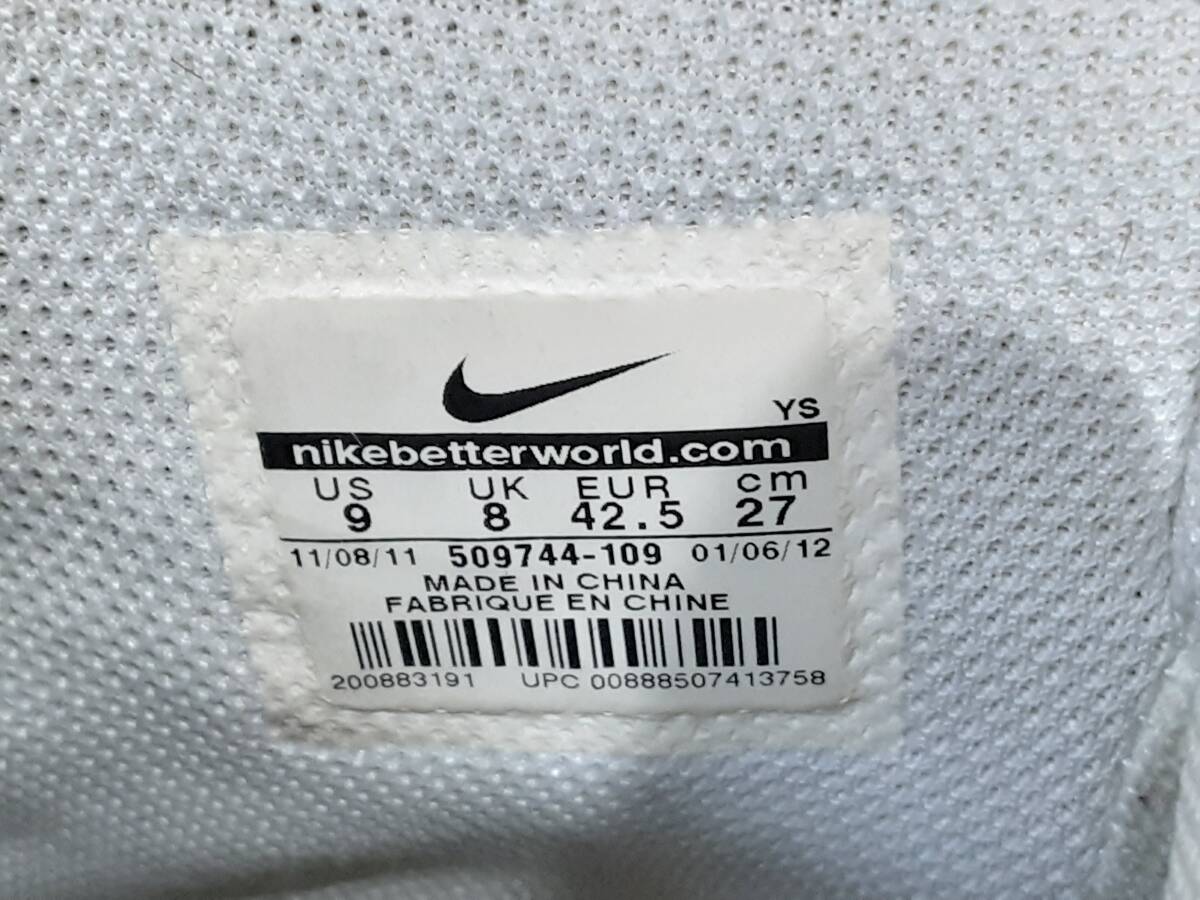 YS
nikebetterworld.com
US UK EUR cm
9 8 42.5 27
11/08/11 509744-109 01/06/12
MADE IN CHINA
FABRIQUE EN CHINE
200883191 UPC 00888507413758